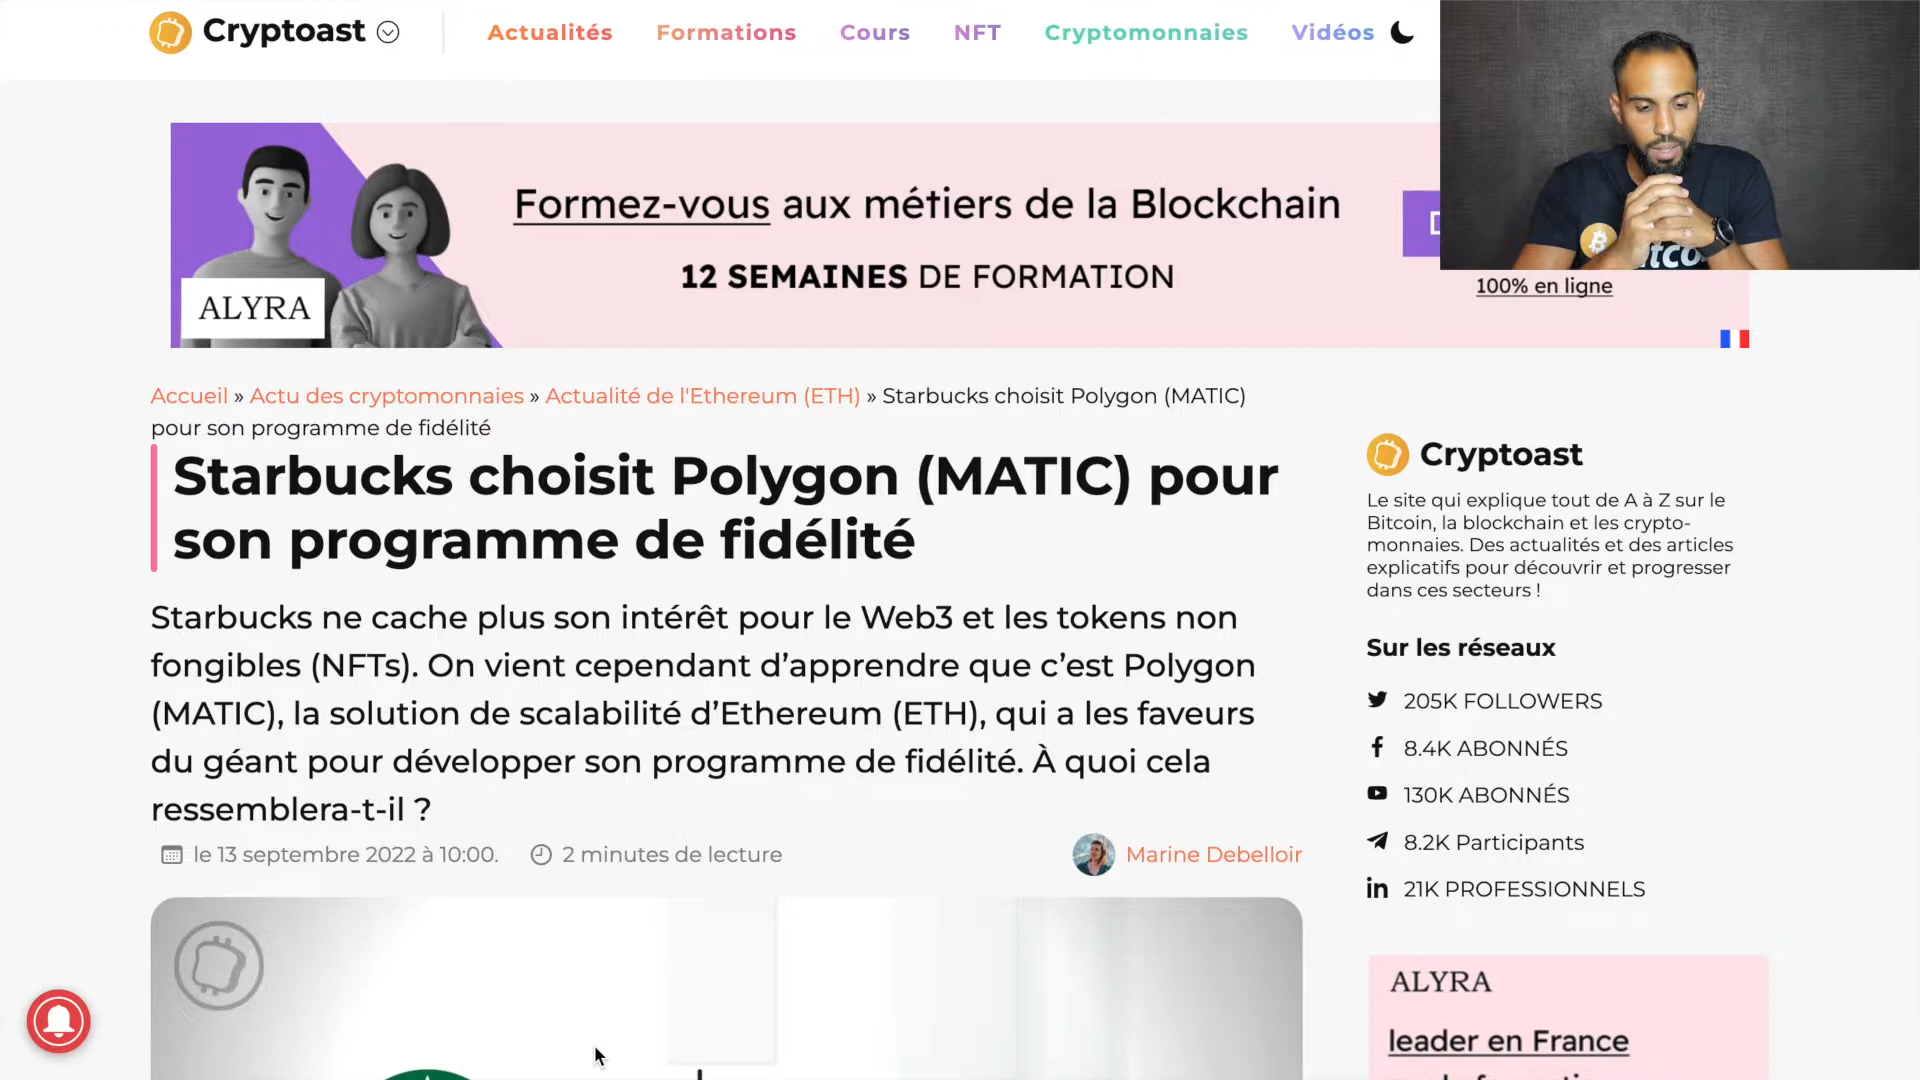 Cryptoast
Actualités Formations Cours NFT Cryptomonnaies Vidéos
Formez-vous aux métiers de la Blockchain
12 SEMAINES DE FORMATION
ALYRA
100% en ligne
Accueil » Actu des cryptomonnaies » Actualité de l'Ethereum (ETH) » Starbucks choisit Polygon (MATIC)
pour son programme de fidélité
Starbucks choisit Polygon (MATIC) pour
son programme de fidélité
Starbucks ne cache plus son intérêt pour le Web3 et les tokens non
fongibles (NFTs). On vient cependant d’apprendre que c’est Polygon
(MATIC), la solution de scalabilité d’Ethereum (ETH), qui a les faveurs
du géant pour développer son programme de fidélité. À quoi cela
ressemblera-t-il ?
le 13 septembre 2022 à 10:00. 2 minutes de lecture Marine Debelloir
Cryptoast
Le site qui explique tout de A à Z sur le
Bitcoin, la blockchain et les crypto-
monnaies. Des actualités et des articles
explicatifs pour découvrir et progresser
dans ces secteurs !
Sur les réseaux
205K FOLLOWERS
8.4K ABONNÉS
130K ABONNÉS
8.2K Participants
21K PROFESSIONNELS
ALYRA
leader en France